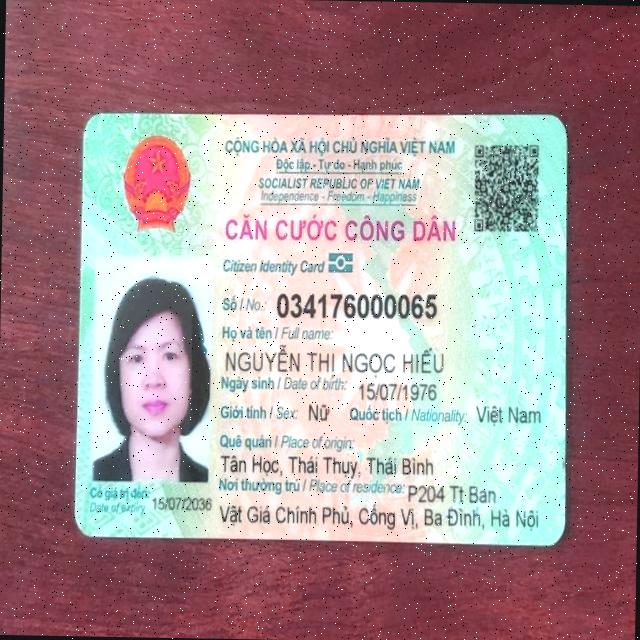 CỘNG HÒA XÃ HỘI CHỦ NGHĨA VIỆT NAM
Độc lập - Tự do - Hạnh phúc
SOCIALIST REPUBLIC OF VIET NAM
Independence - Freedom - Happiness
CĂN CƯỚC CÔNG DÂN
Citizen Identity Card
Số / No.: 034176000065
Họ và tên / Full name:
NGUYỄN THỊ NGỌC HIẾU
Ngày sinh / Date of birth: 15/07/1976
Giới tính / Sex: Nữ Quốc tịch / Nationality: Việt Nam
Quê quán / Place of origin:
Tân Học, Thái Thụy, Thái Bình
Nơi thường trú / Place of residence: P204 Tt Ban
Vật Giá Chính Phủ, Cống Vị, Ba Đình, Hà Nội
Có giá trị đến: 15/07/2036
Date of expiry